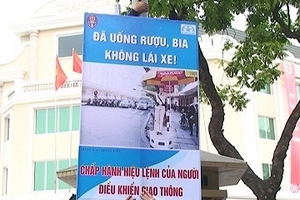 ĐÃ UỐNG RƯỢU, BIA
KHÔNG LÁI XE!
CHẤP HÀNH HIỆU LỆNH CỦA NGƯỜI
ĐIỀU KHIỂN GIAO THÔNG